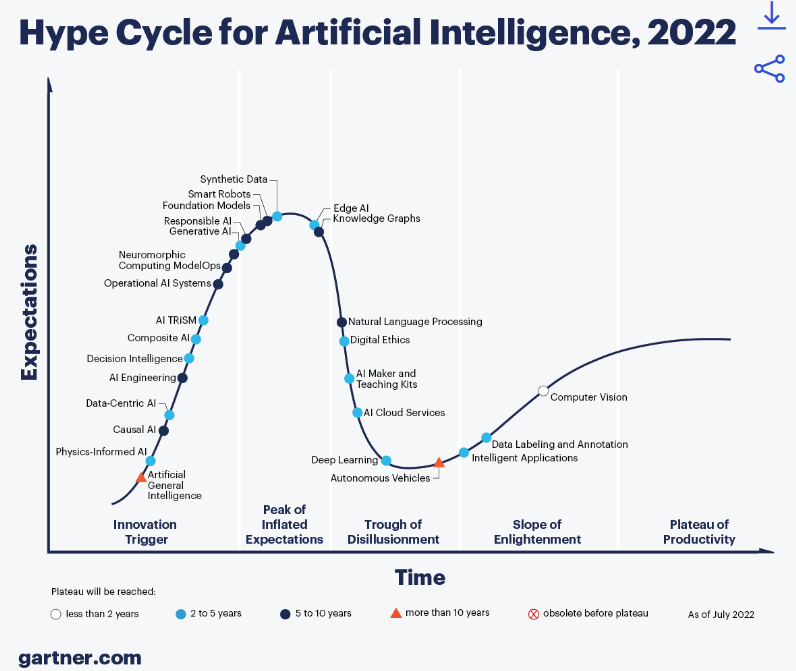 Hype Cycle for Artificial Intelligence, 2022
Expectations
Synthetic Data
Smart Robots
Foundation Models
Responsible AI
Generative AI
Neuromorphic
Computing ModelOps
Operational AI Systems
AI TRiSM
Composite AI
Decision Intelligence
AI Engineering
Data-Centric AI
Causal AI
Physics-Informed AI
Artificial
General
Intelligence
Edge AI
Knowledge Graphs
Natural Language Processing
Digital Ethics
AI Maker and
Teaching Kits
AI Cloud Services
Deep Learning
Autonomous Vehicles
Data Labeling and Annotation
Intelligent Applications
Computer Vision
Innovation
Trigger
Peak of
Inflated
Expectations
Trough of
Disillusionment
Slope of
Enlightenment
Plateau of
Productivity
Time
Plateau will be reached:
less than 2 years
2 to 5 years
5 to 10 years
more than 10 years
obsolete before plateau
As of July 2022
gartner.com